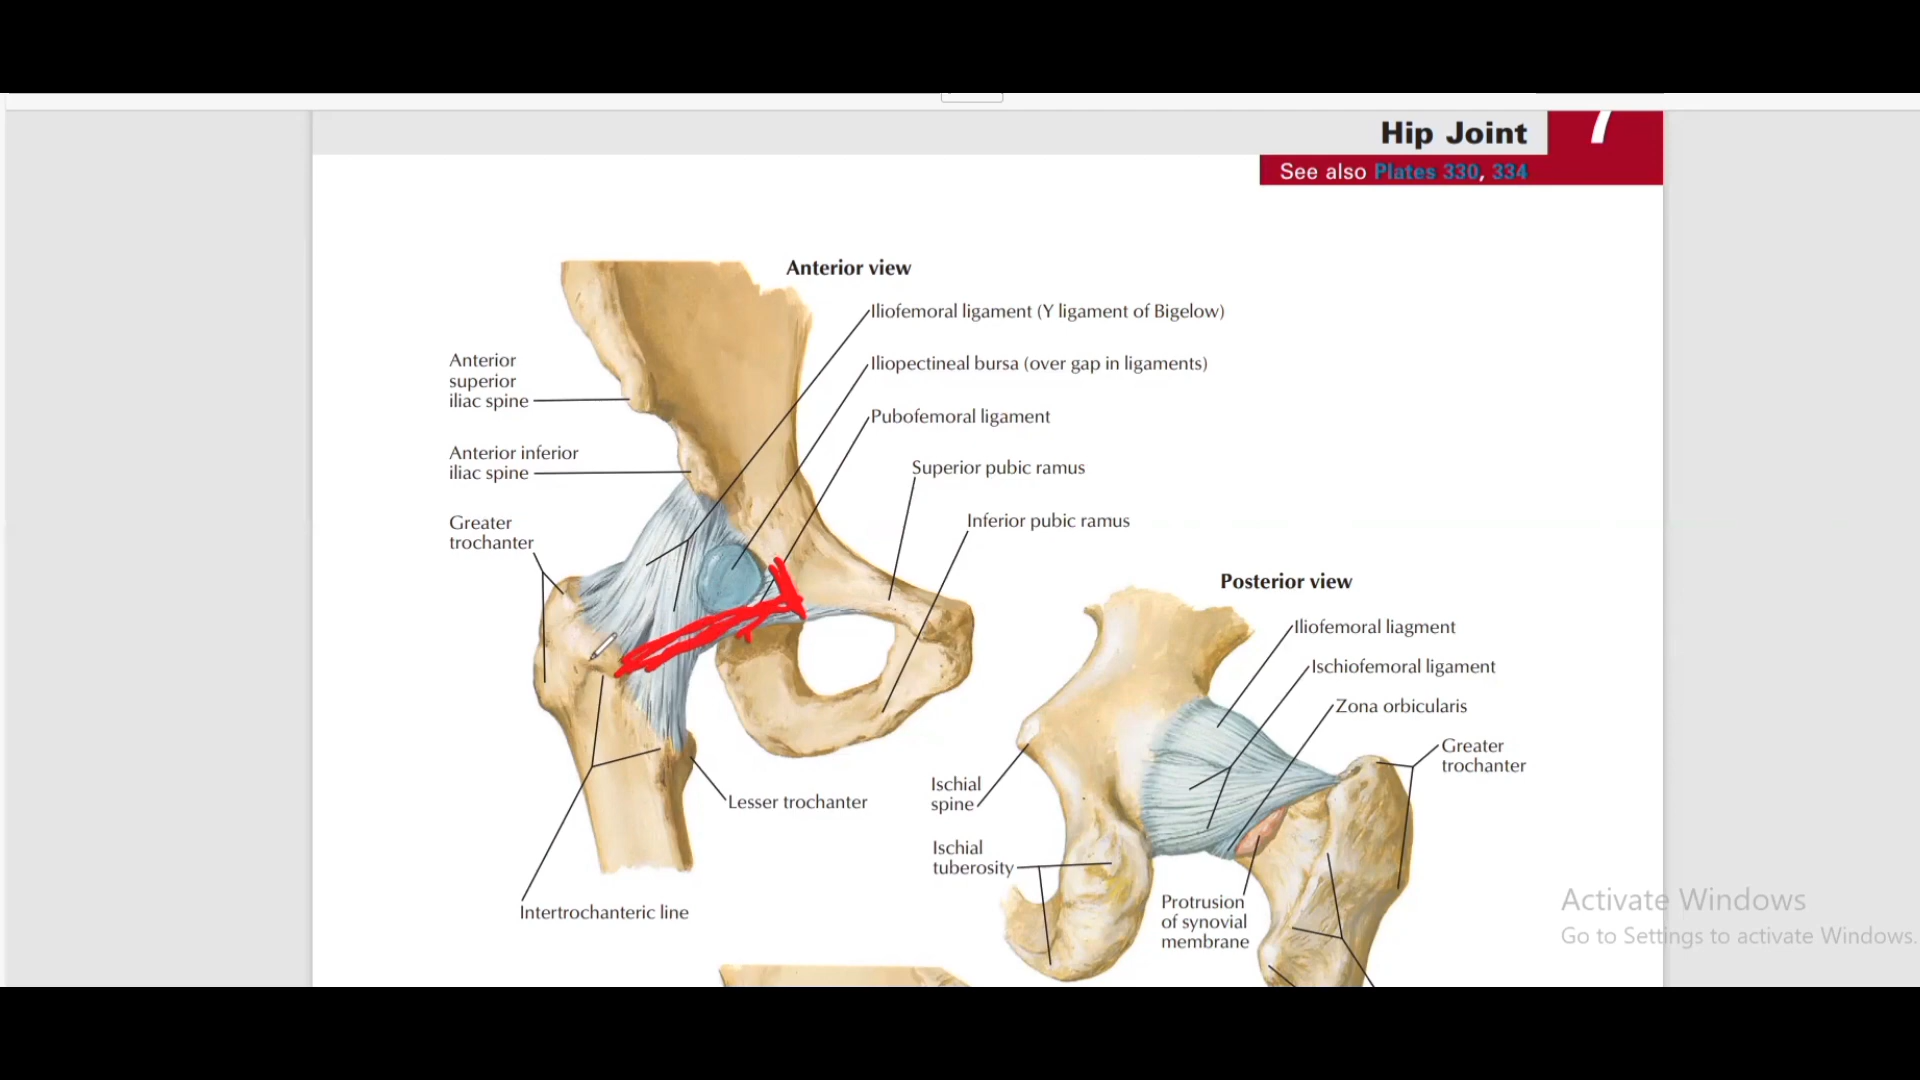 7
Hip Joint
See also Plates 330, 334
Anterior view
Iliofemoral ligament (Y ligament of Bigelow)
Iliopectineal bursa (over gap in ligaments)
Pubofemoral ligament
Superior pubic ramus
Inferior pubic ramus
Anterior
superior
iliac spine
Anterior inferior
iliac spine
Greater
trochanter
Lesser trochanter
Intertrochanteric line
Posterior view
Iliofemoral liagment
Ischiofemoral ligament
Zona orbicularis
Greater
trochanter
Ischial
spine
Ischial
tuberosity
Protrusion
of synovial
membrane
Activate Windows
Go to Settings to activate Windows.